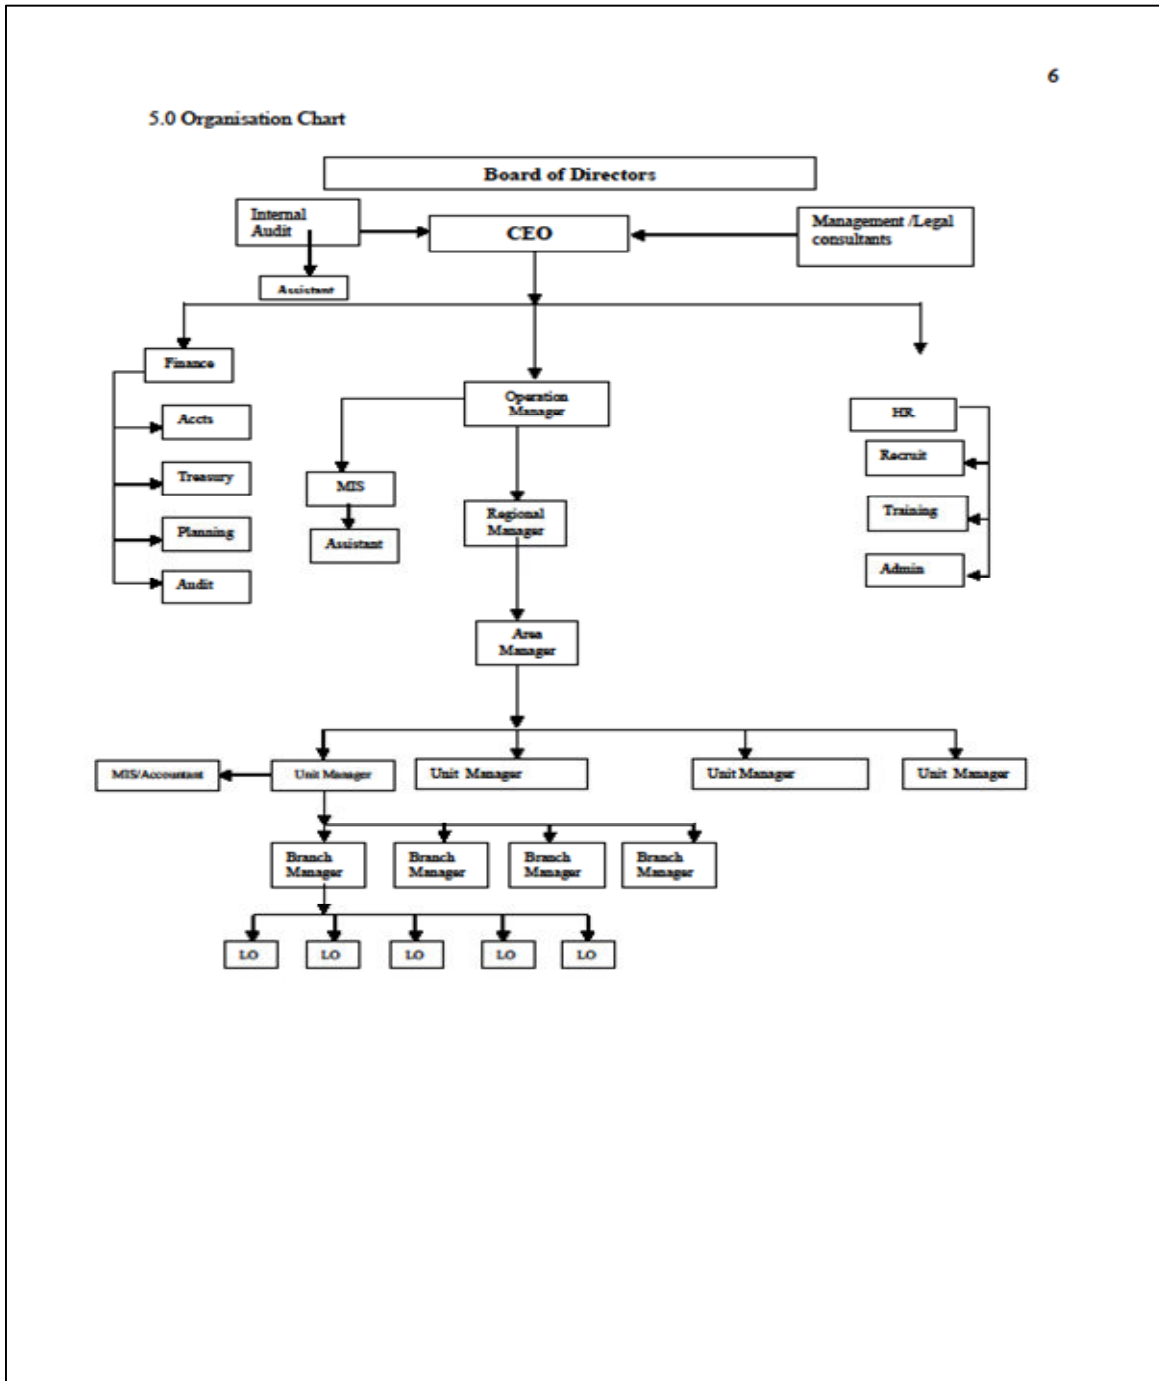 6
5.0 Organisation Chart
Board of Directors
Internal
Audit
CEO
Management /Legal
consultants
Assistant
Finance
Accts
Treasury
Planning
Audit
Operation
Manager
MIS
Assistant
Regional
Manager
HR
Recruit
Training
Admin
Area
Manager
MIS/Accountant
Unit Manager
Unit Manager
Unit Manager
Unit Manager
Branch
Manager
Branch
Manager
Branch
Manager
Branch
Manager
LO
LO
LO
LO
LO